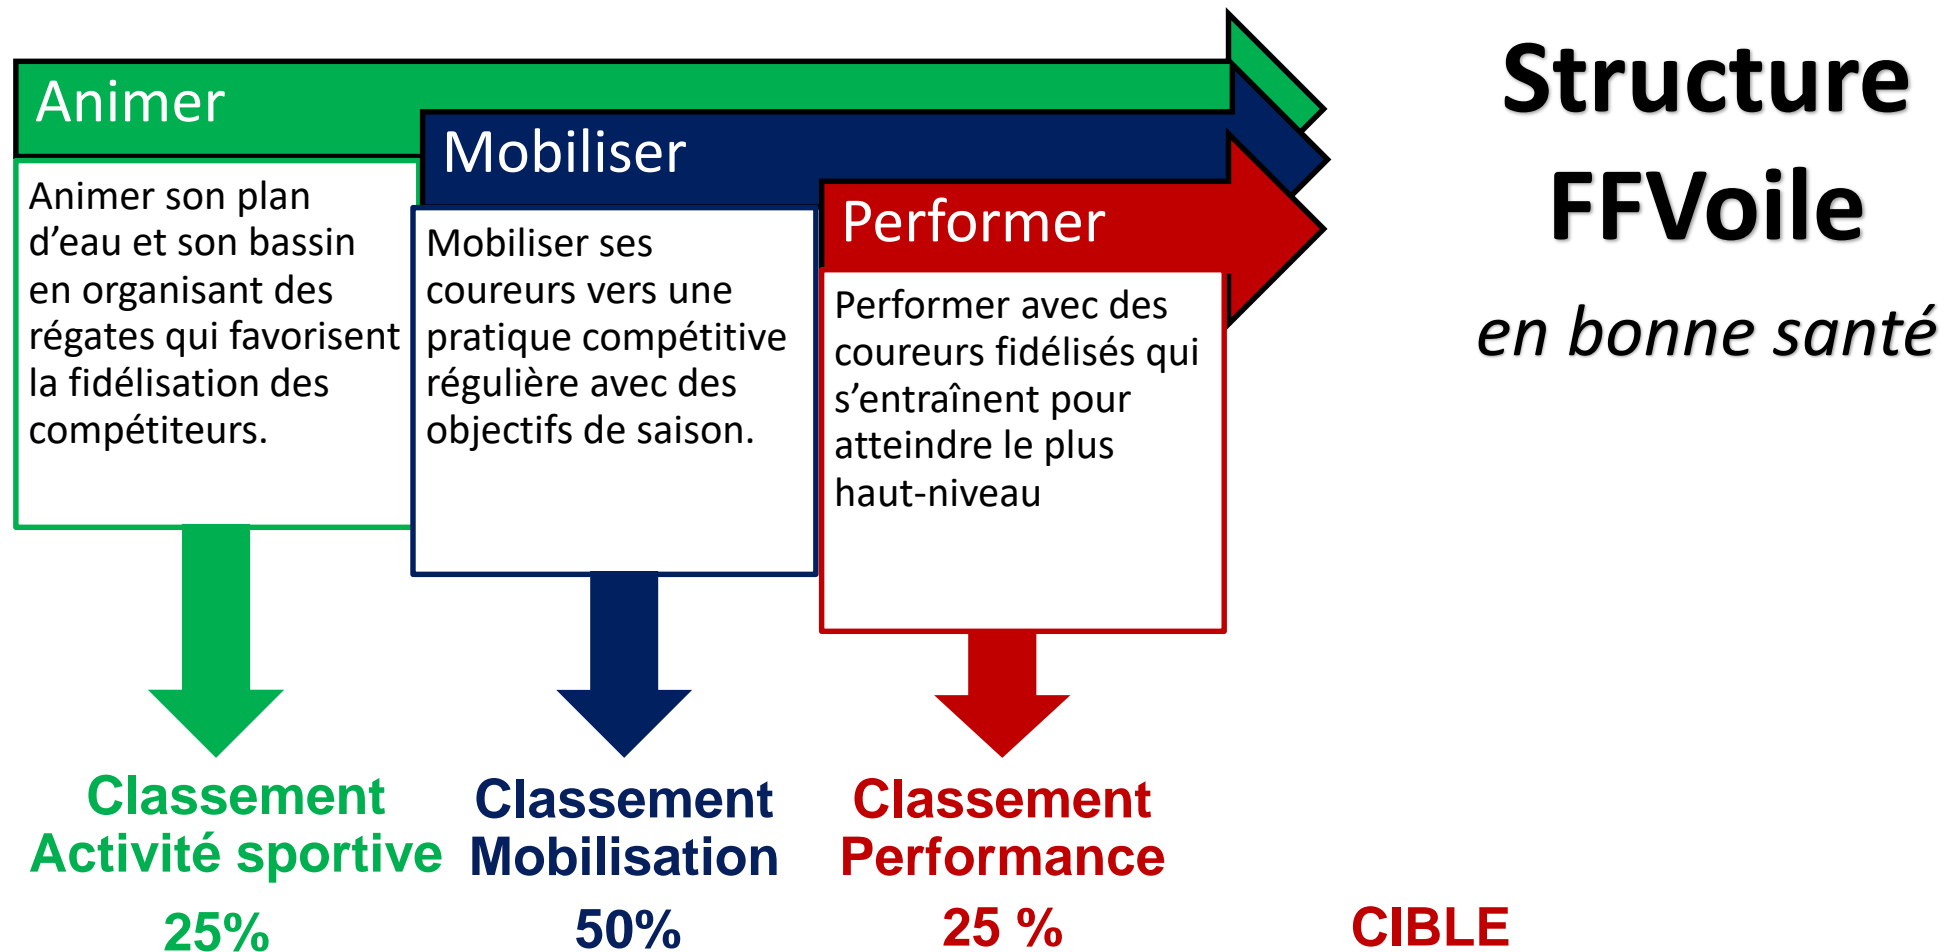 Animer
Animer son plan
d’eau et son bassin
en organisant des
régates qui favorisent
la fidélisation des
compétiteurs.
Mobiliser
Mobiliser ses
coureurs vers une
pratique compétitive
régulière avec des
objectifs de saison.
Performer
Performer avec des
coureurs fidélisés qui
s’entraînent pour
atteindre le plus
haut-niveau
Structure
FFVoile
en bonne santé
Classement
Activité sportive
25%
Classement
Mobilisation
50%
Classement
Performance
25 %
CIBLE